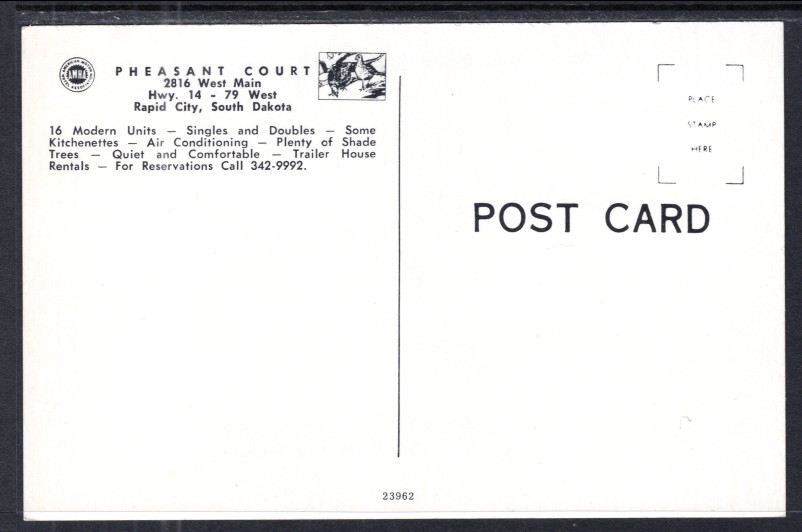 AMHA
PHEASANT COURT
2816 West Main
Hwy. 14 - 79 West
Rapid City, South Dakota
16 Modern Units — Singles and Doubles — Some
Kitchenettes — Air Conditioning — Plenty of Shade
Trees — Quiet and Comfortable — Trailer House
Rentals — For Reservations Call 342-9992.
PLACE
STAMP
HERE
POST CARD
23962